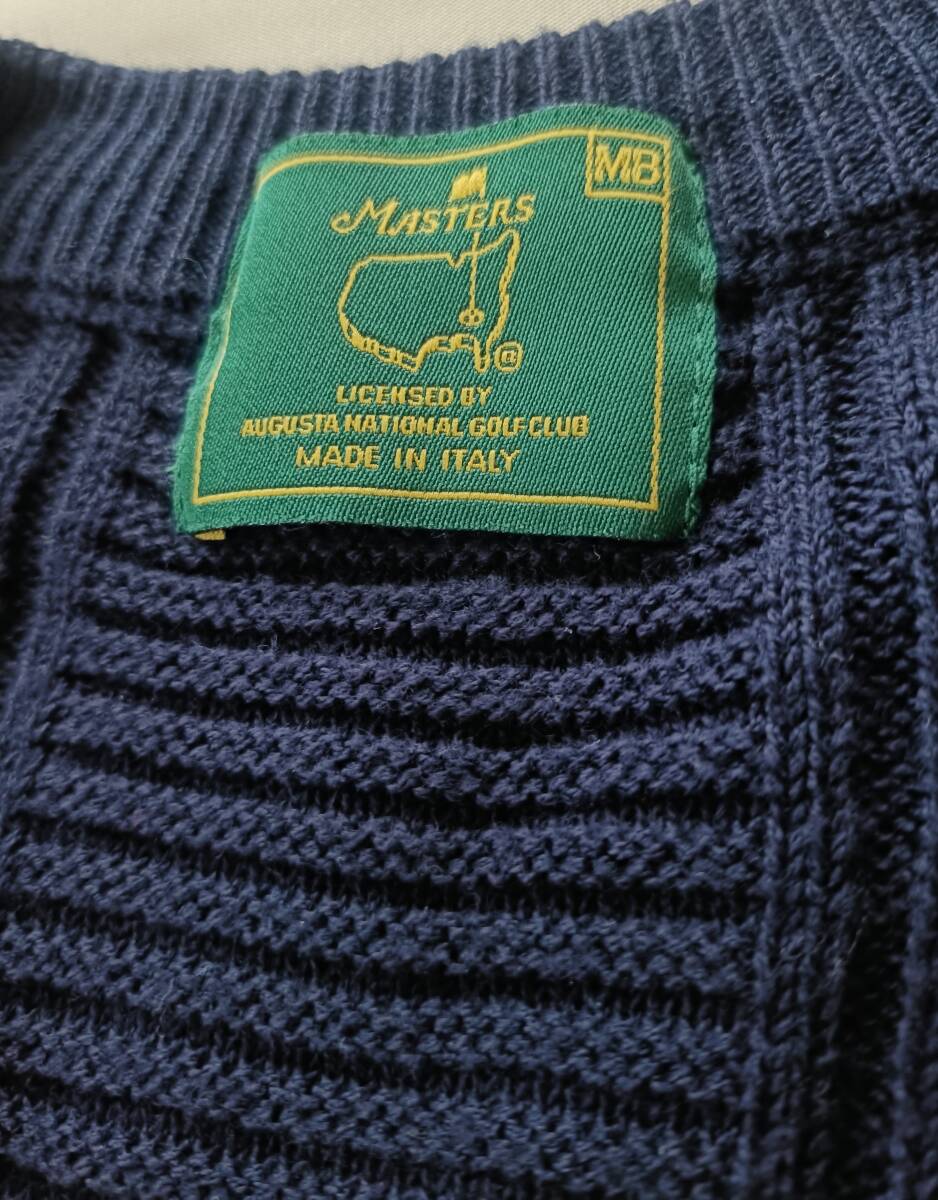 MB
MASTERS
®
LICENSED BY
AUGUSTA NATIONAL GOLF CLUB
MADE IN ITALY